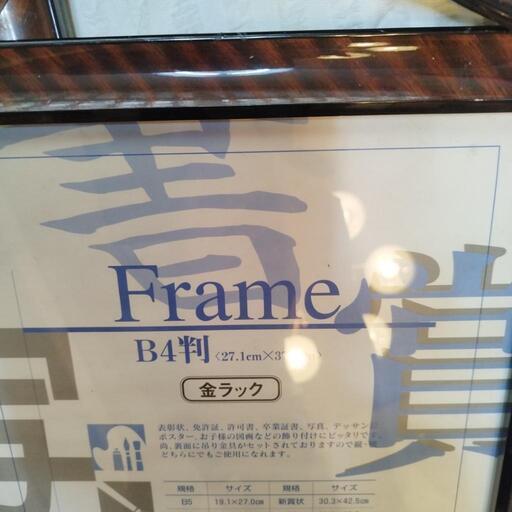 書
賞
Frame
B4判〈27.1cm×3
金ラック
表彰状、免許証、許可書、卒業証書、写真、デッサン
ポスター、お子様の図画などの飾り付けにピッタリです。
尚、裏面に吊り金具がセットされておりますので縦・横
どちらにでもご使用になれます。
規格 サイズ 規格 サイズ
B5 19.1×27.0cm 新賞状 30.3×42.5cm